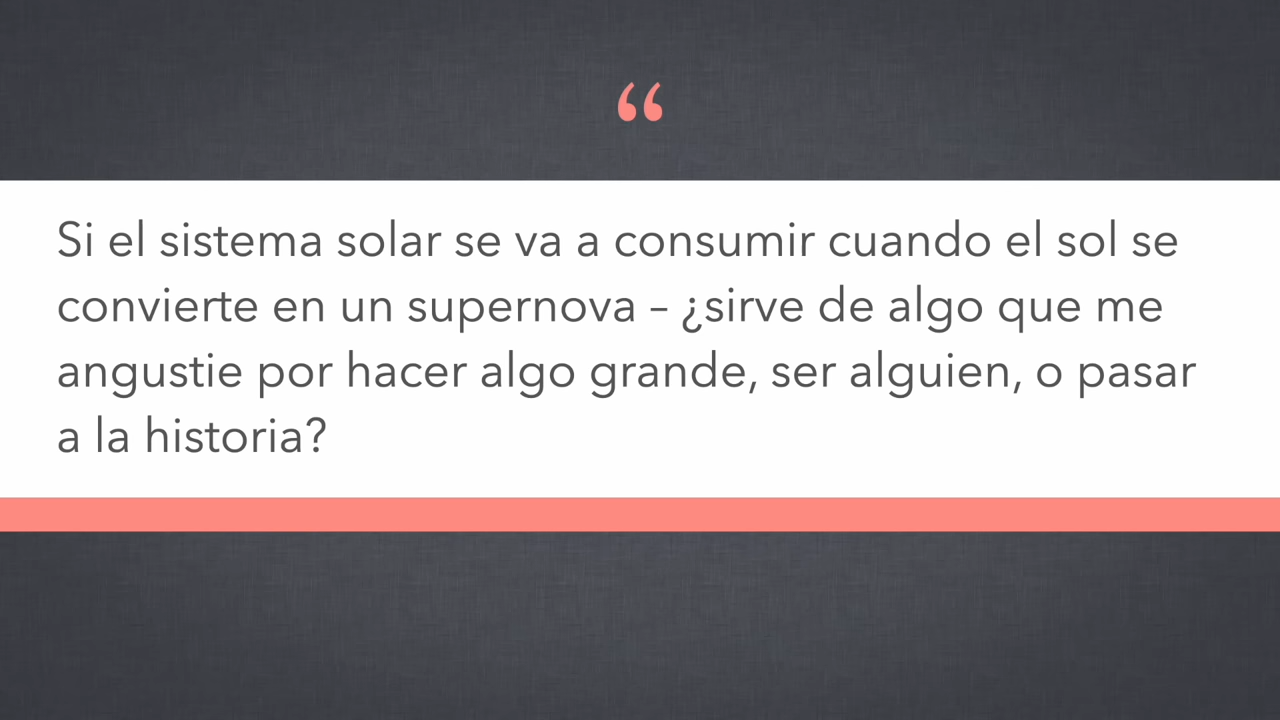 “
Si el sistema solar se va a consumir cuando el sol se
convierte en un supernova – ¿sirve de algo que me
angustie por hacer algo grande, ser alguien, o pasar
a la historia?